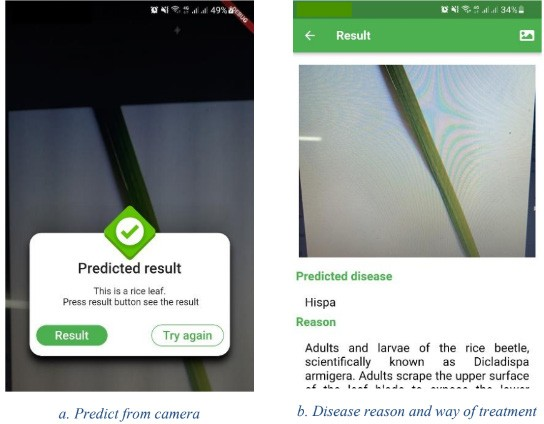 49%
DEBUG
Predicted result
This is a rice leaf.
Press result button see the result
Result
Try again
a. Predict from camera
34%
Result
Predicted disease
Hispa
Reason
Adults and larvae of the rice beetle,
scientifically known as Dicladispa
armigera. Adults scrape the upper surface
of the leaf blade to expose the lower
b. Disease reason and way of treatment